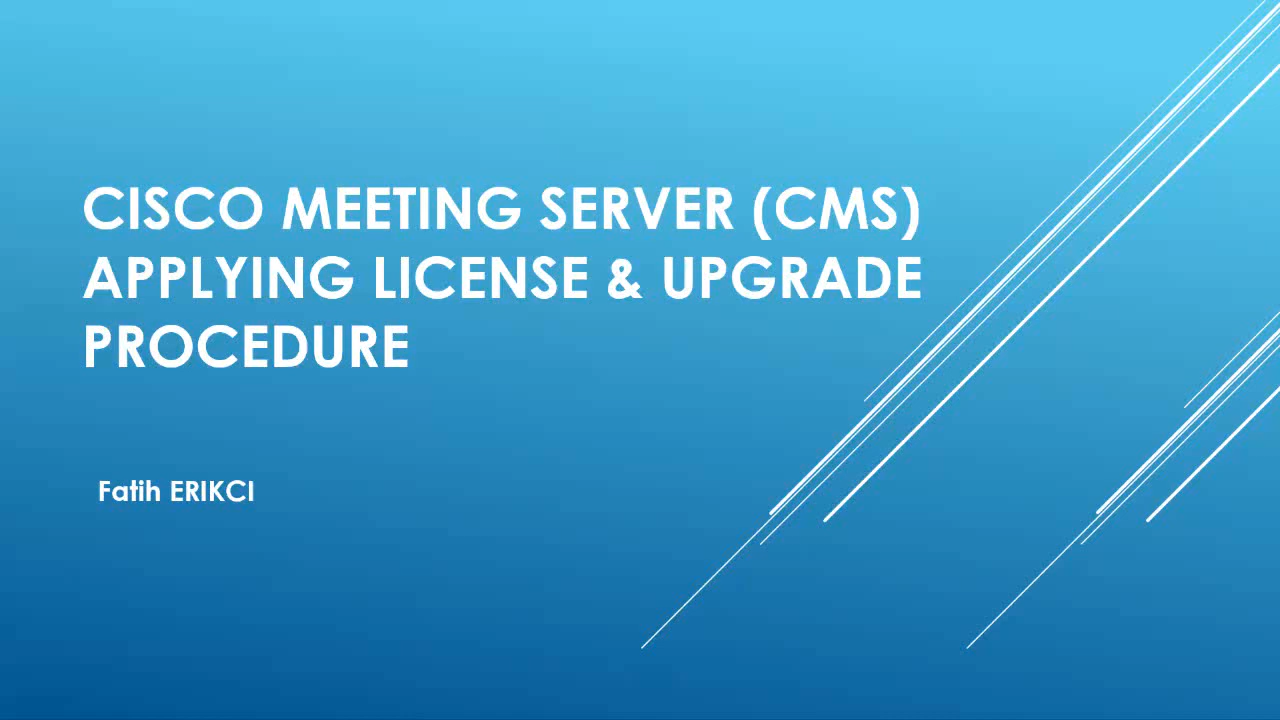 CISCO MEETING SERVER (CMS)
APPLYING LICENSE & UPGRADE
PROCEDURE
Fatih ERIKCI